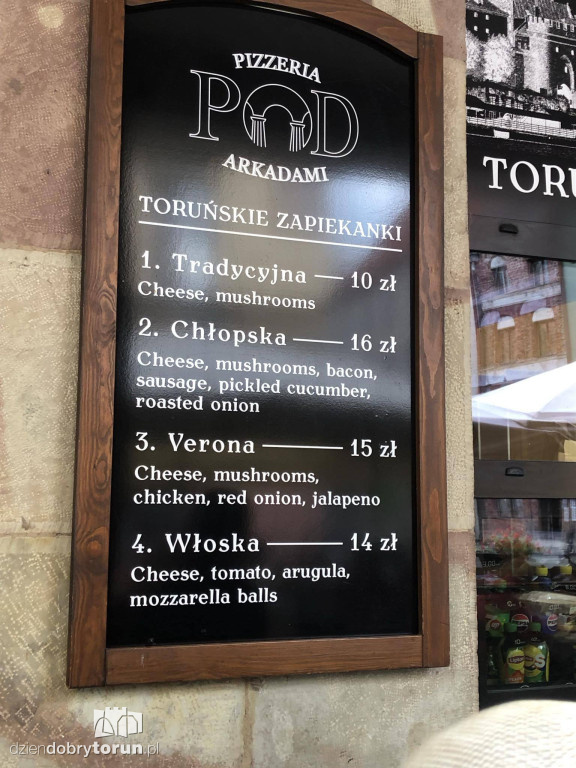 PIZZERIA
POD
ARKADAMI
TORUŃSKIE ZAPIEKANKI
1. Tradycyjna — 10 zł
Cheese, mushrooms
2. Chłopska — 16 zł
Cheese, mushrooms, bacon,
sausage, pickled cucumber,
roasted onion
3. Verona — 15 zł
Cheese, mushrooms,
chicken, red onion, jalapeno
4. Włoska — 14 zł
Cheese, tomato, arugula,
mozzarella balls
TORU
dziendobrytorun.pl